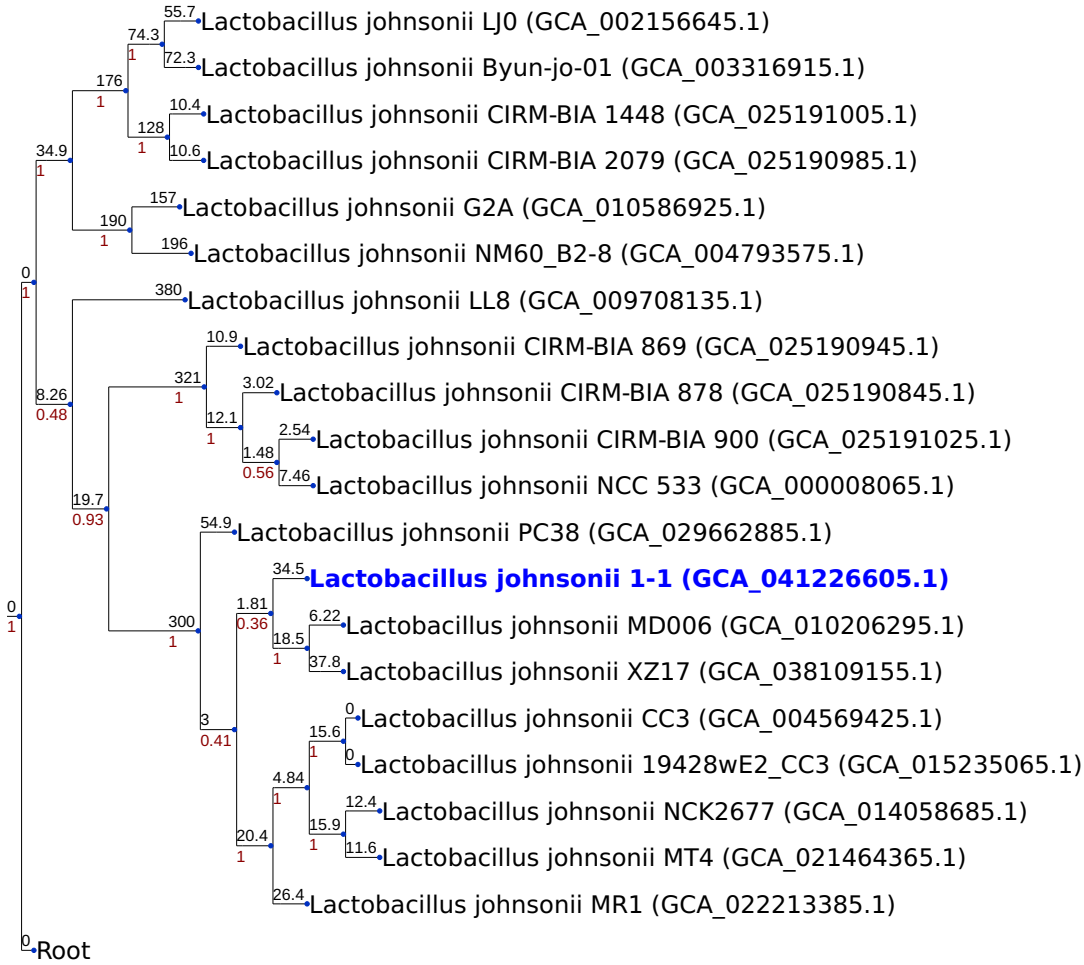 55.7
Lactobacillus johnsonii LJ0 (GCA_002156645.1)
74.3
1
72.3
Lactobacillus johnsonii Byun-jo-01 (GCA_003316915.1)
176
1
10.4
Lactobacillus johnsonii CIRM-BIA 1448 (GCA_025191005.1)
128
1
10.6
Lactobacillus johnsonii CIRM-BIA 2079 (GCA_025190985.1)
34.9
1
157
Lactobacillus johnsonii G2A (GCA_010586925.1)
190
1
196
Lactobacillus johnsonii NM60_B2-8 (GCA_004793575.1)
0
1
380
Lactobacillus johnsonii LL8 (GCA_009708135.1)
10.9
Lactobacillus johnsonii CIRM-BIA 869 (GCA_025190945.1)
321
1
3.02
Lactobacillus johnsonii CIRM-BIA 878 (GCA_025190845.1)
8.26
0.48
12.1
1
2.54
Lactobacillus johnsonii CIRM-BIA 900 (GCA_025191025.1)
1.48
0.56
7.46
Lactobacillus johnsonii NCC 533 (GCA_000008065.1)
19.7
0.93
54.9
Lactobacillus johnsonii PC38 (GCA_029662885.1)
34.5
Lactobacillus johnsonii 1-1 (GCA_041226605.1)
0
1
1.81
0.36
6.22
Lactobacillus johnsonii MD006 (GCA_010206295.1)
300
1
18.5
1
37.8
Lactobacillus johnsonii XZ17 (GCA_038109155.1)
3
0.41
0
Lactobacillus johnsonii CC3 (GCA_004569425.1)
15.6
1
0
Lactobacillus johnsonii 19428wE2_CC3 (GCA_015235065.1)
4.84
1
12.4
Lactobacillus johnsonii NCK2677 (GCA_014058685.1)
15.9
1
11.6
Lactobacillus johnsonii MT4 (GCA_021464365.1)
20.4
1
26.4
Lactobacillus johnsonii MR1 (GCA_022213385.1)
0
Root